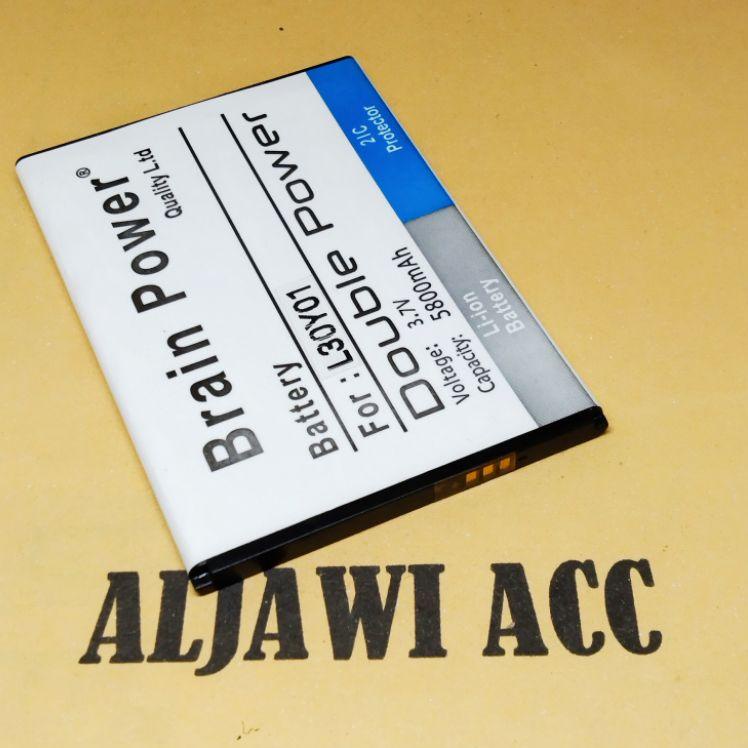 Brain Power®
Quality Ltd
Battery
For : L30Y01
Double Power
Voltage: 3.7V
Capacity: 5800mAh
2IC
Protector
Li-ion
Battery
ALJAWI ACC